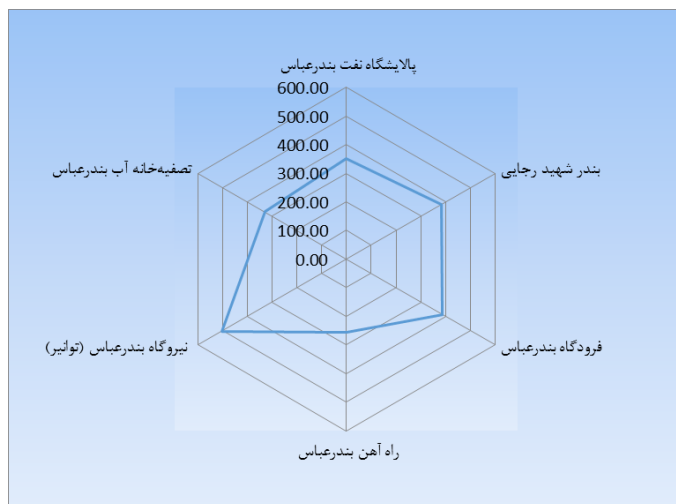 پالایشگاه نفت بندرعباس
600.00
500.00
400.00
300.00
200.00
100.00
0.00
بندر شهید رجایی
فرودگاه بندرعباس
راه آهن بندرعباس
نیروگاه بندرعباس (توانیر)
تصفیه‌خانه آب بندرعباس